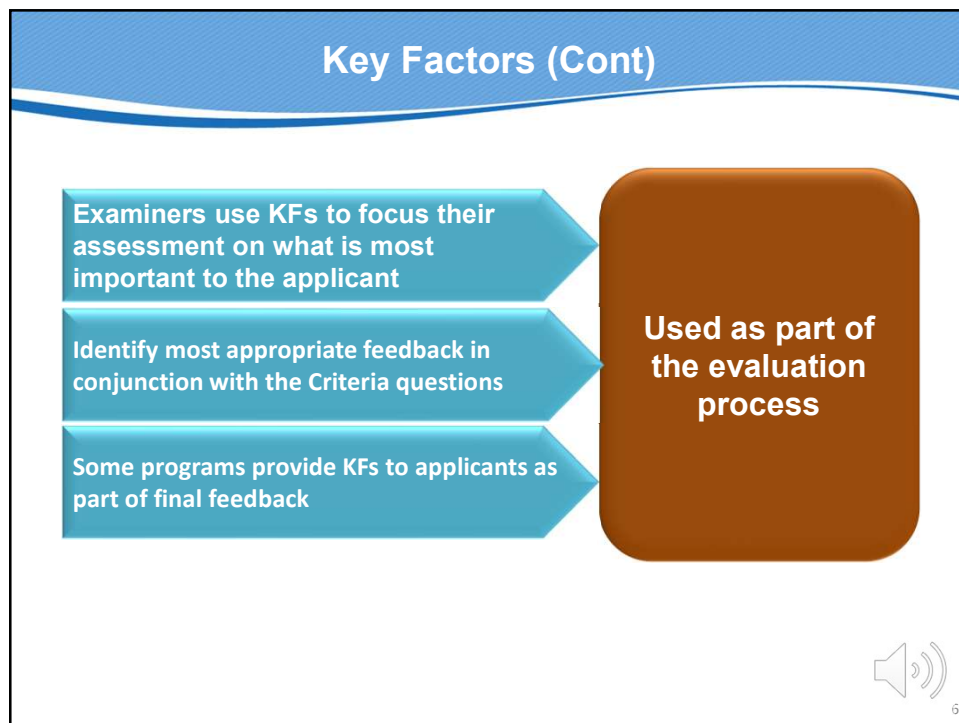 Key Factors (Cont)
Examiners use KFs to focus their
assessment on what is most
important to the applicant
Identify most appropriate feedback in
conjunction with the Criteria questions
Some programs provide KFs to applicants as
part of final feedback
Used as part of
the evaluation
process
6